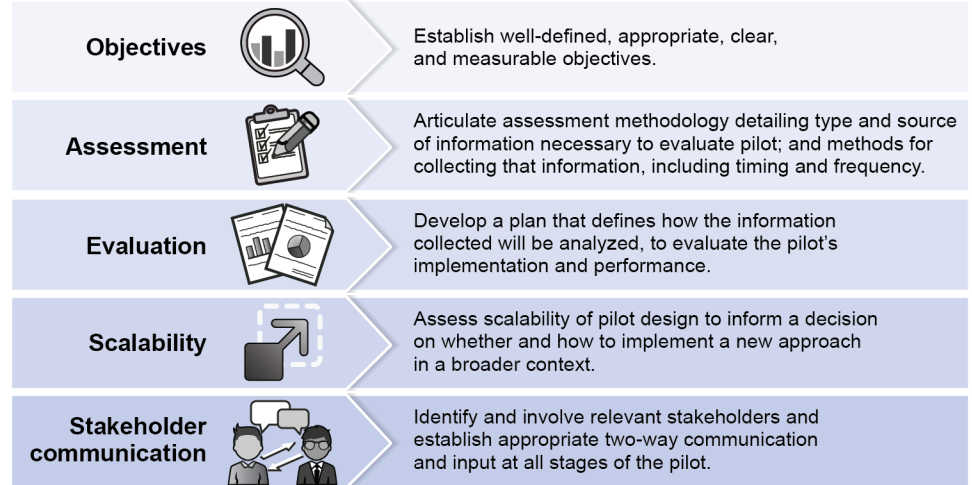 Objectives
Establish well-defined, appropriate, clear,
and measurable objectives.
Assessment
Articulate assessment methodology detailing type and source
of information necessary to evaluate pilot; and methods for
collecting that information, including timing and frequency.
Evaluation
Develop a plan that defines how the information
collected will be analyzed, to evaluate the pilot's
implementation and performance.
Scalability
Assess scalability of pilot design to inform a decision
on whether and how to implement a new approach
in a broader context.
Stakeholder
communication
Identify and involve relevant stakeholders and
establish appropriate two-way communication
and input at all stages of the pilot.